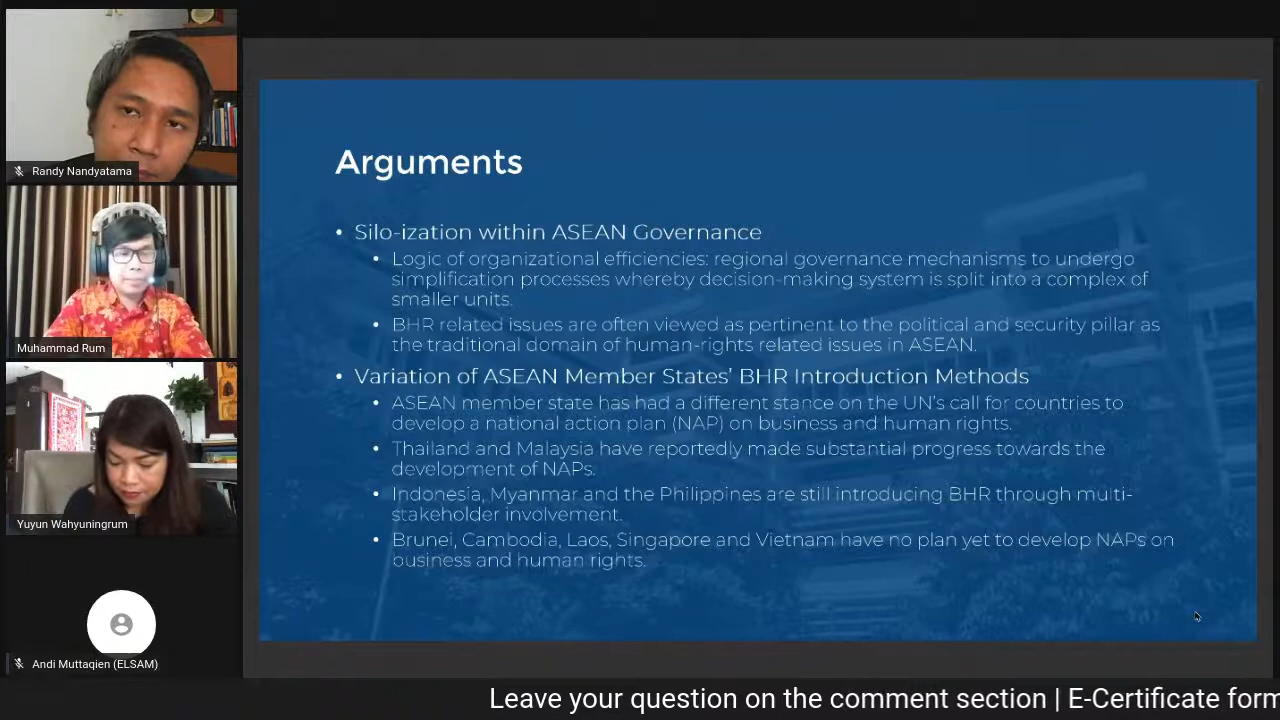 Randy Nandyatama
Muhammad Rum
Yuyun Wahyuningrum
Andi Muttaqien (ELSAM)
Arguments
• Silo-ization within ASEAN Governance
• Logic of organizational efficiencies: regional governance mechanisms to undergo
simplification processes whereby decision-making system is split into a complex of
smaller units.
• BHR related issues are often viewed as pertinent to the political and security pillar as
the traditional domain of human-rights related issues in ASEAN.
• Variation of ASEAN Member States’ BHR Introduction Methods
• ASEAN member state has had a different stance on the UN’s call for countries to
develop a national action plan (NAP) on business and human rights.
• Thailand and Malaysia have reportedly made substantial progress towards the
development of NAPs.
• Indonesia, Myanmar and the Philippines are still introducing BHR through multi-
stakeholder involvement.
• Brunei, Cambodia, Laos, Singapore and Vietnam have no plan yet to develop NAPs on
business and human rights.
Leave your question on the comment section | E-Certificate form